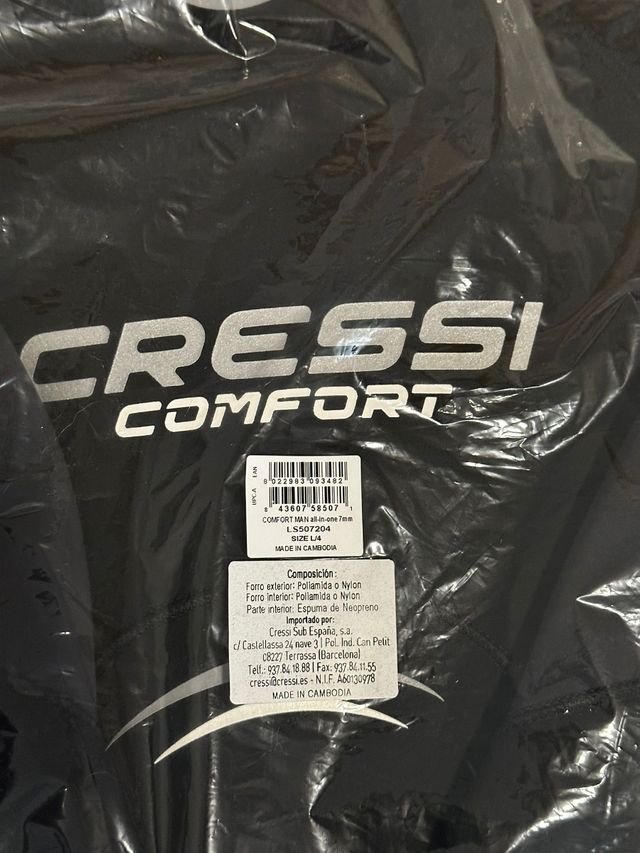 CRESSI
COMFORT
EAN
8 022983 093482
UPC.A
8 43607 58507 1
COMFORT MAN all-in-one 7mm
LS507204
SIZE L/4
MADE IN CAMBODIA
Composición:
Forro exterior: Poliamida o Nylon
Forro interior: Poliamida o Nylon
Parte interior: Espuma de Neopreno
Importado por:
Cressi Sub España, s.a.
c/ Castellassa 24 nave 3 | Pol. Ind. Can Petit
08227 Terrassa (Barcelona)
Telf.: 937.84.18.88 | Fax: 937.84.11.55
cressi@cressi.es - N.I.F. A60130978
MADE IN CAMBODIA